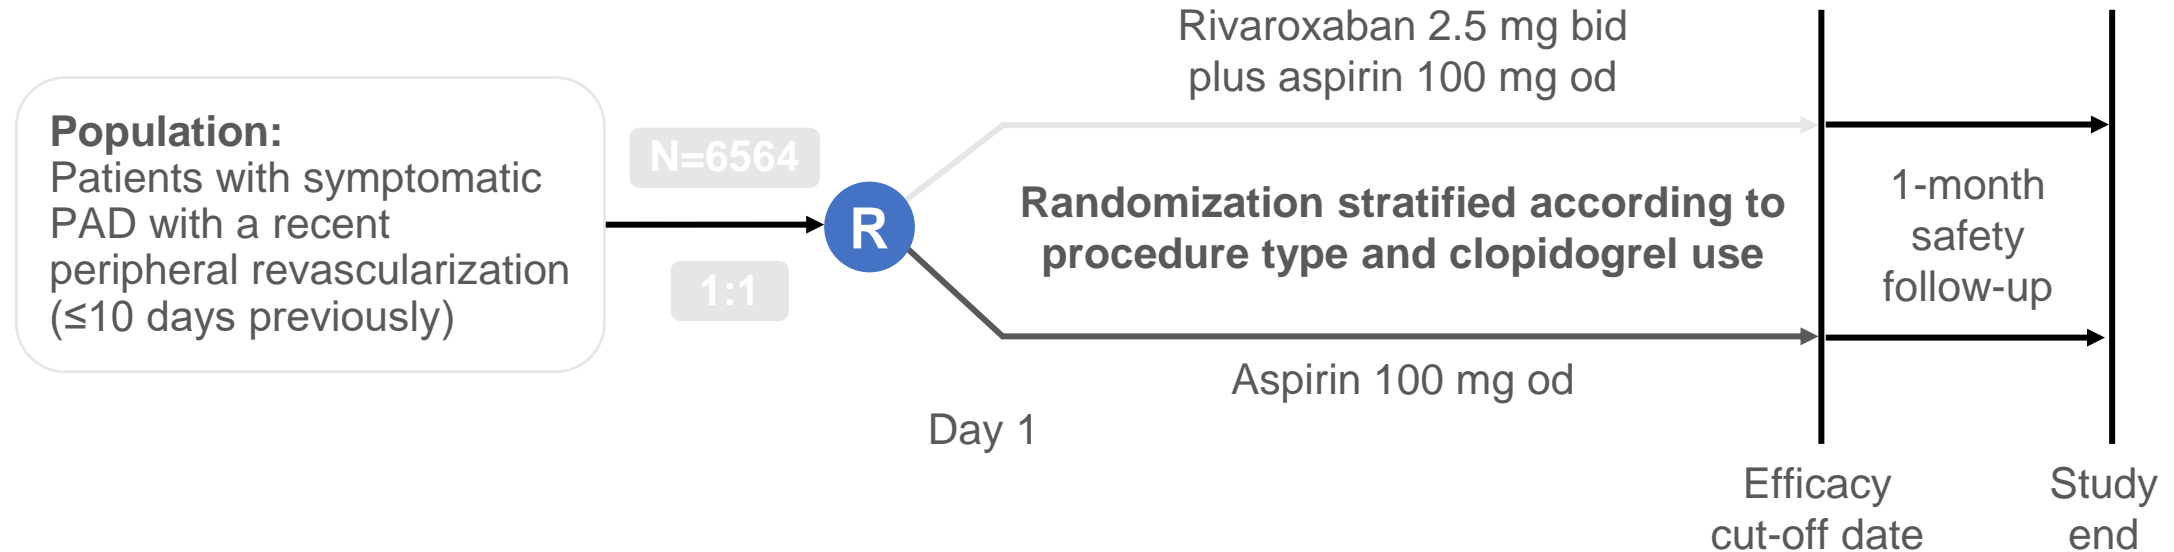 Rivaroxaban 2.5 mg bid
plus aspirin 100 mg od
Population:
Patients with symptomatic
PAD with a recent
peripheral revascularization
(≤10 days previously)
N=6564
1:1
R
Randomization stratified according to
procedure type and clopidogrel use
1-month
safety
follow-up
Aspirin 100 mg od
Day 1
Efficacy
cut-off date
Study
end